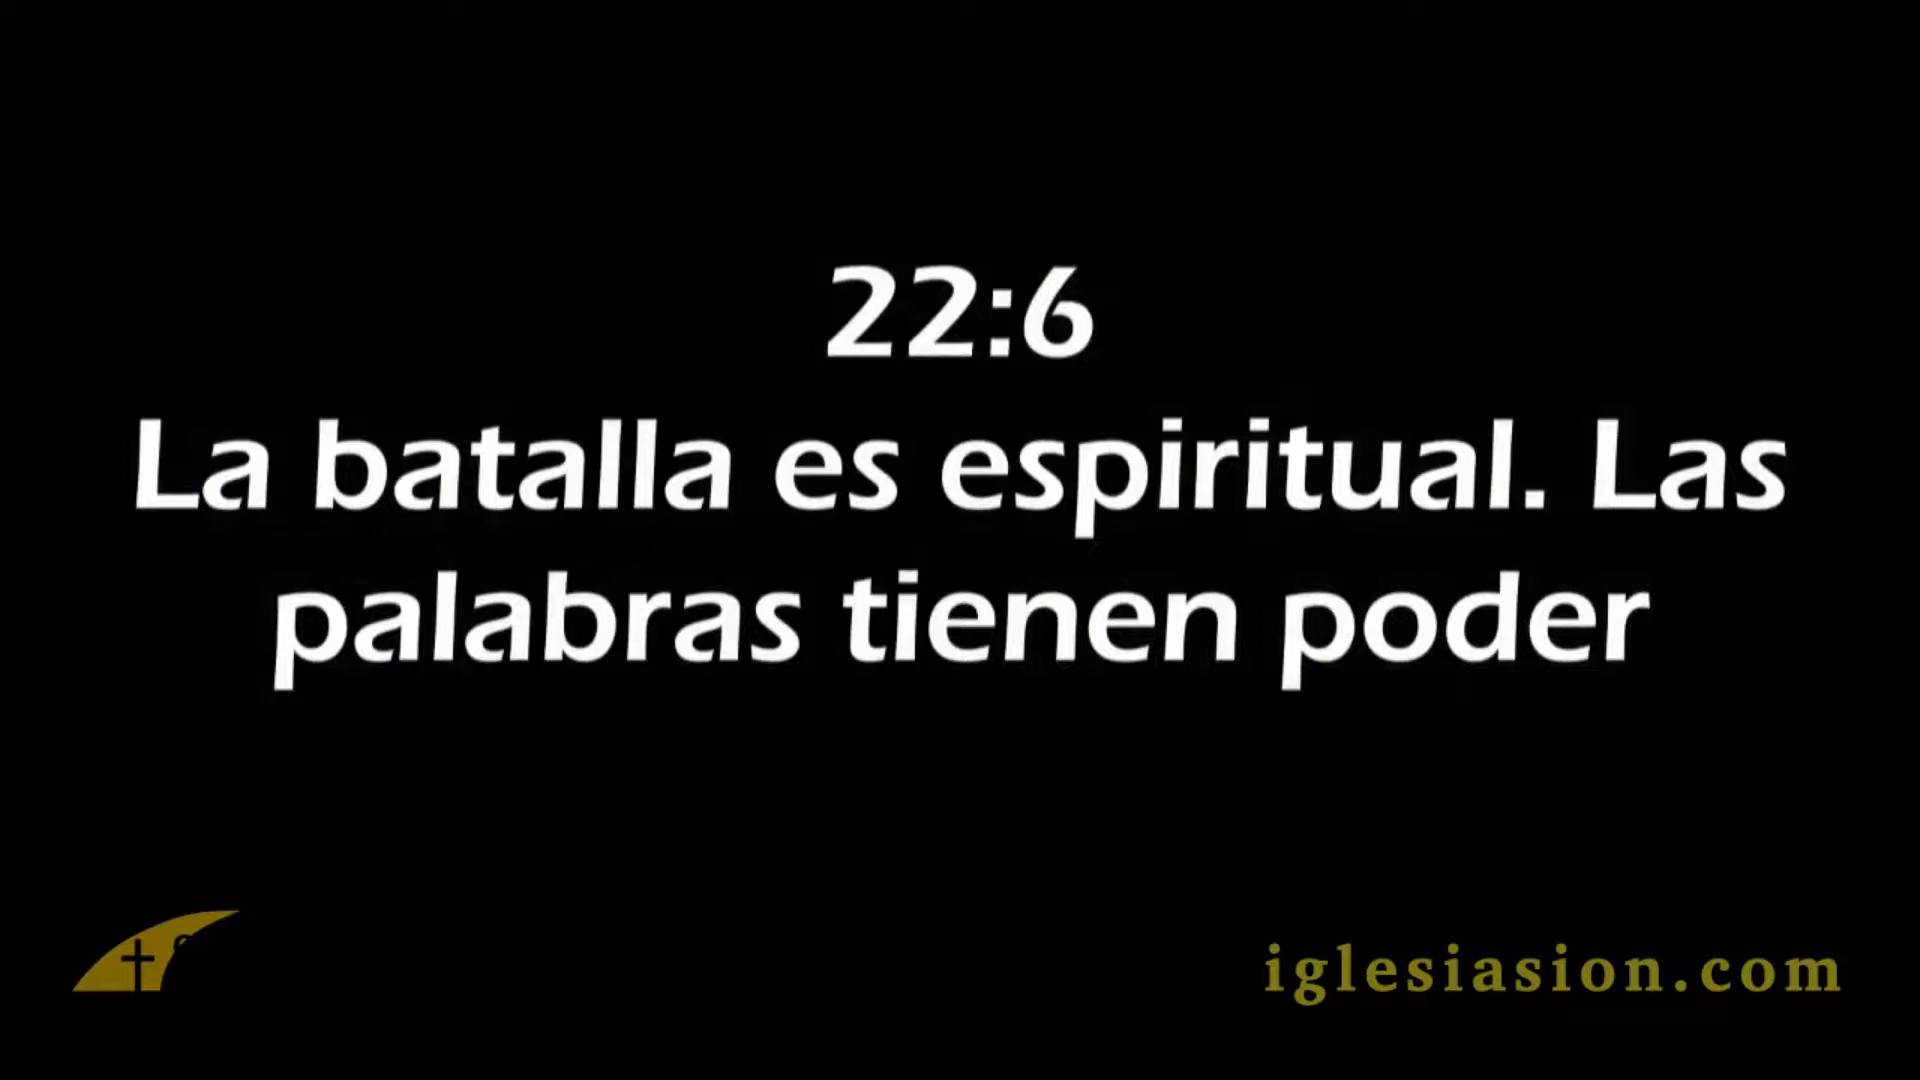 22:6
La batalla es espiritual. Las
palabras tienen poder
iglesiasion.com